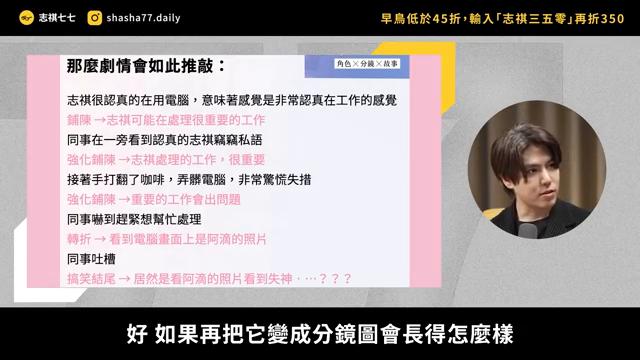 志祺七七
shasha77.daily
早鳥低於45折，輸入「志祺三五零」再折350
那麼劇情會如此推敲：
角色×分鏡×故事
志祺很認真的在用電腦，意味著感覺是非常認真在工作的感覺
鋪陳→志祺可能在處理很重要的工作
同事在一旁看到認真的志祺竊竊私語
強化鋪陳→志祺處理的工作，很重要
接著手打翻了咖啡，弄髒電腦，非常驚慌失措
強化鋪陳→重要的工作會出問題
同事嚇到趕緊想幫忙處理
轉折→看到電腦畫面上是阿滴的照片
同事吐槽
搞笑結尾→居然是看阿滴的照片看到失神‧…？？？
好 如果再把它變成分鏡圖會長得怎麼樣